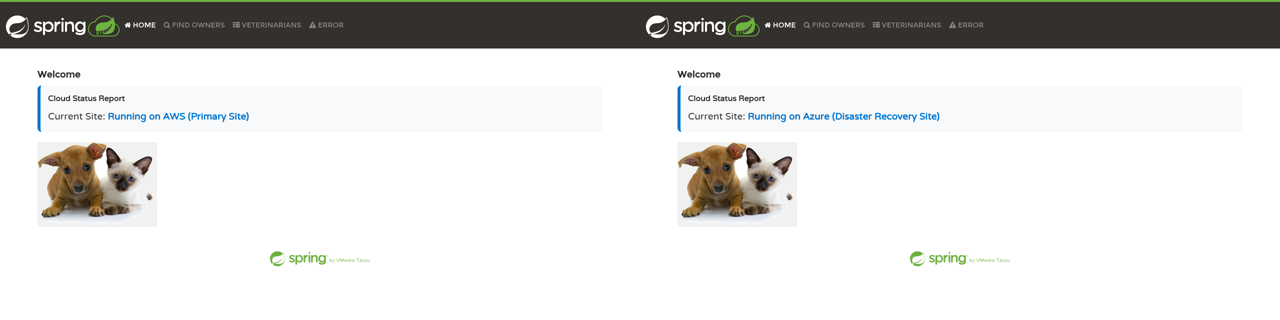 spring HOME FIND OWNERS VETERINARIANS ERROR
Welcome
Cloud Status Report
Current Site: Running on AWS (Primary Site)
spring by VMware Tanzu
spring HOME FIND OWNERS VETERINARIANS ERROR
Welcome
Cloud Status Report
Current Site: Running on Azure (Disaster Recovery Site)
spring by VMware Tanzu